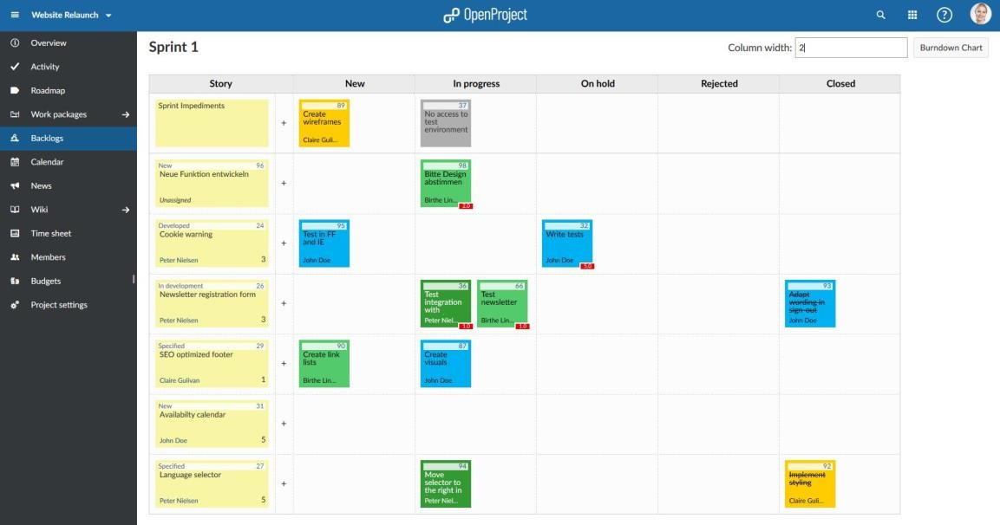 Website Relaunch
OpenProject
?
Overview
Activity
Roadmap
Work packages
Backlogs
Calendar
News
Wiki
Time sheet
Members
Budgets
Project settings
Sprint 1
Column width: 2
Burndown Chart
Story New In progress On hold Rejected Closed
Sprint Impediments
+
89
Create
wireframes
Claire Guli...
37
No access to
test
environment
New 96
Neue Funktion entwickeln
Unassigned
+
98
Bitte Design
abstimmen
Birthe Lin...
2.0
Developed 24
Cookie warning
Peter Nielsen 3
+
95
Test in FF
and IE
John Doe
32
Write tests
John Doe
5.0
In development 26
Newsletter registration form
Peter Nielsen 3
+
36
Test
integration
with
Peter Niel...
1.0
66
Test
newsletter
Birthe Lin...
1.0
93
Adapt
wording in
sign-out
John Doe
Specified 29
SEO optimized footer
Claire Gulivan 1
+
90
Create link
lists
Birthe Lin...
87
Create
visuals
John Doe
New 31
Availabilty calendar
John Doe 5
+
Specified 27
Language selector
Peter Nielsen 5
+
94
Move
selector to
the right in
Peter Niel...
92
Implement
styling
Claire Guli...